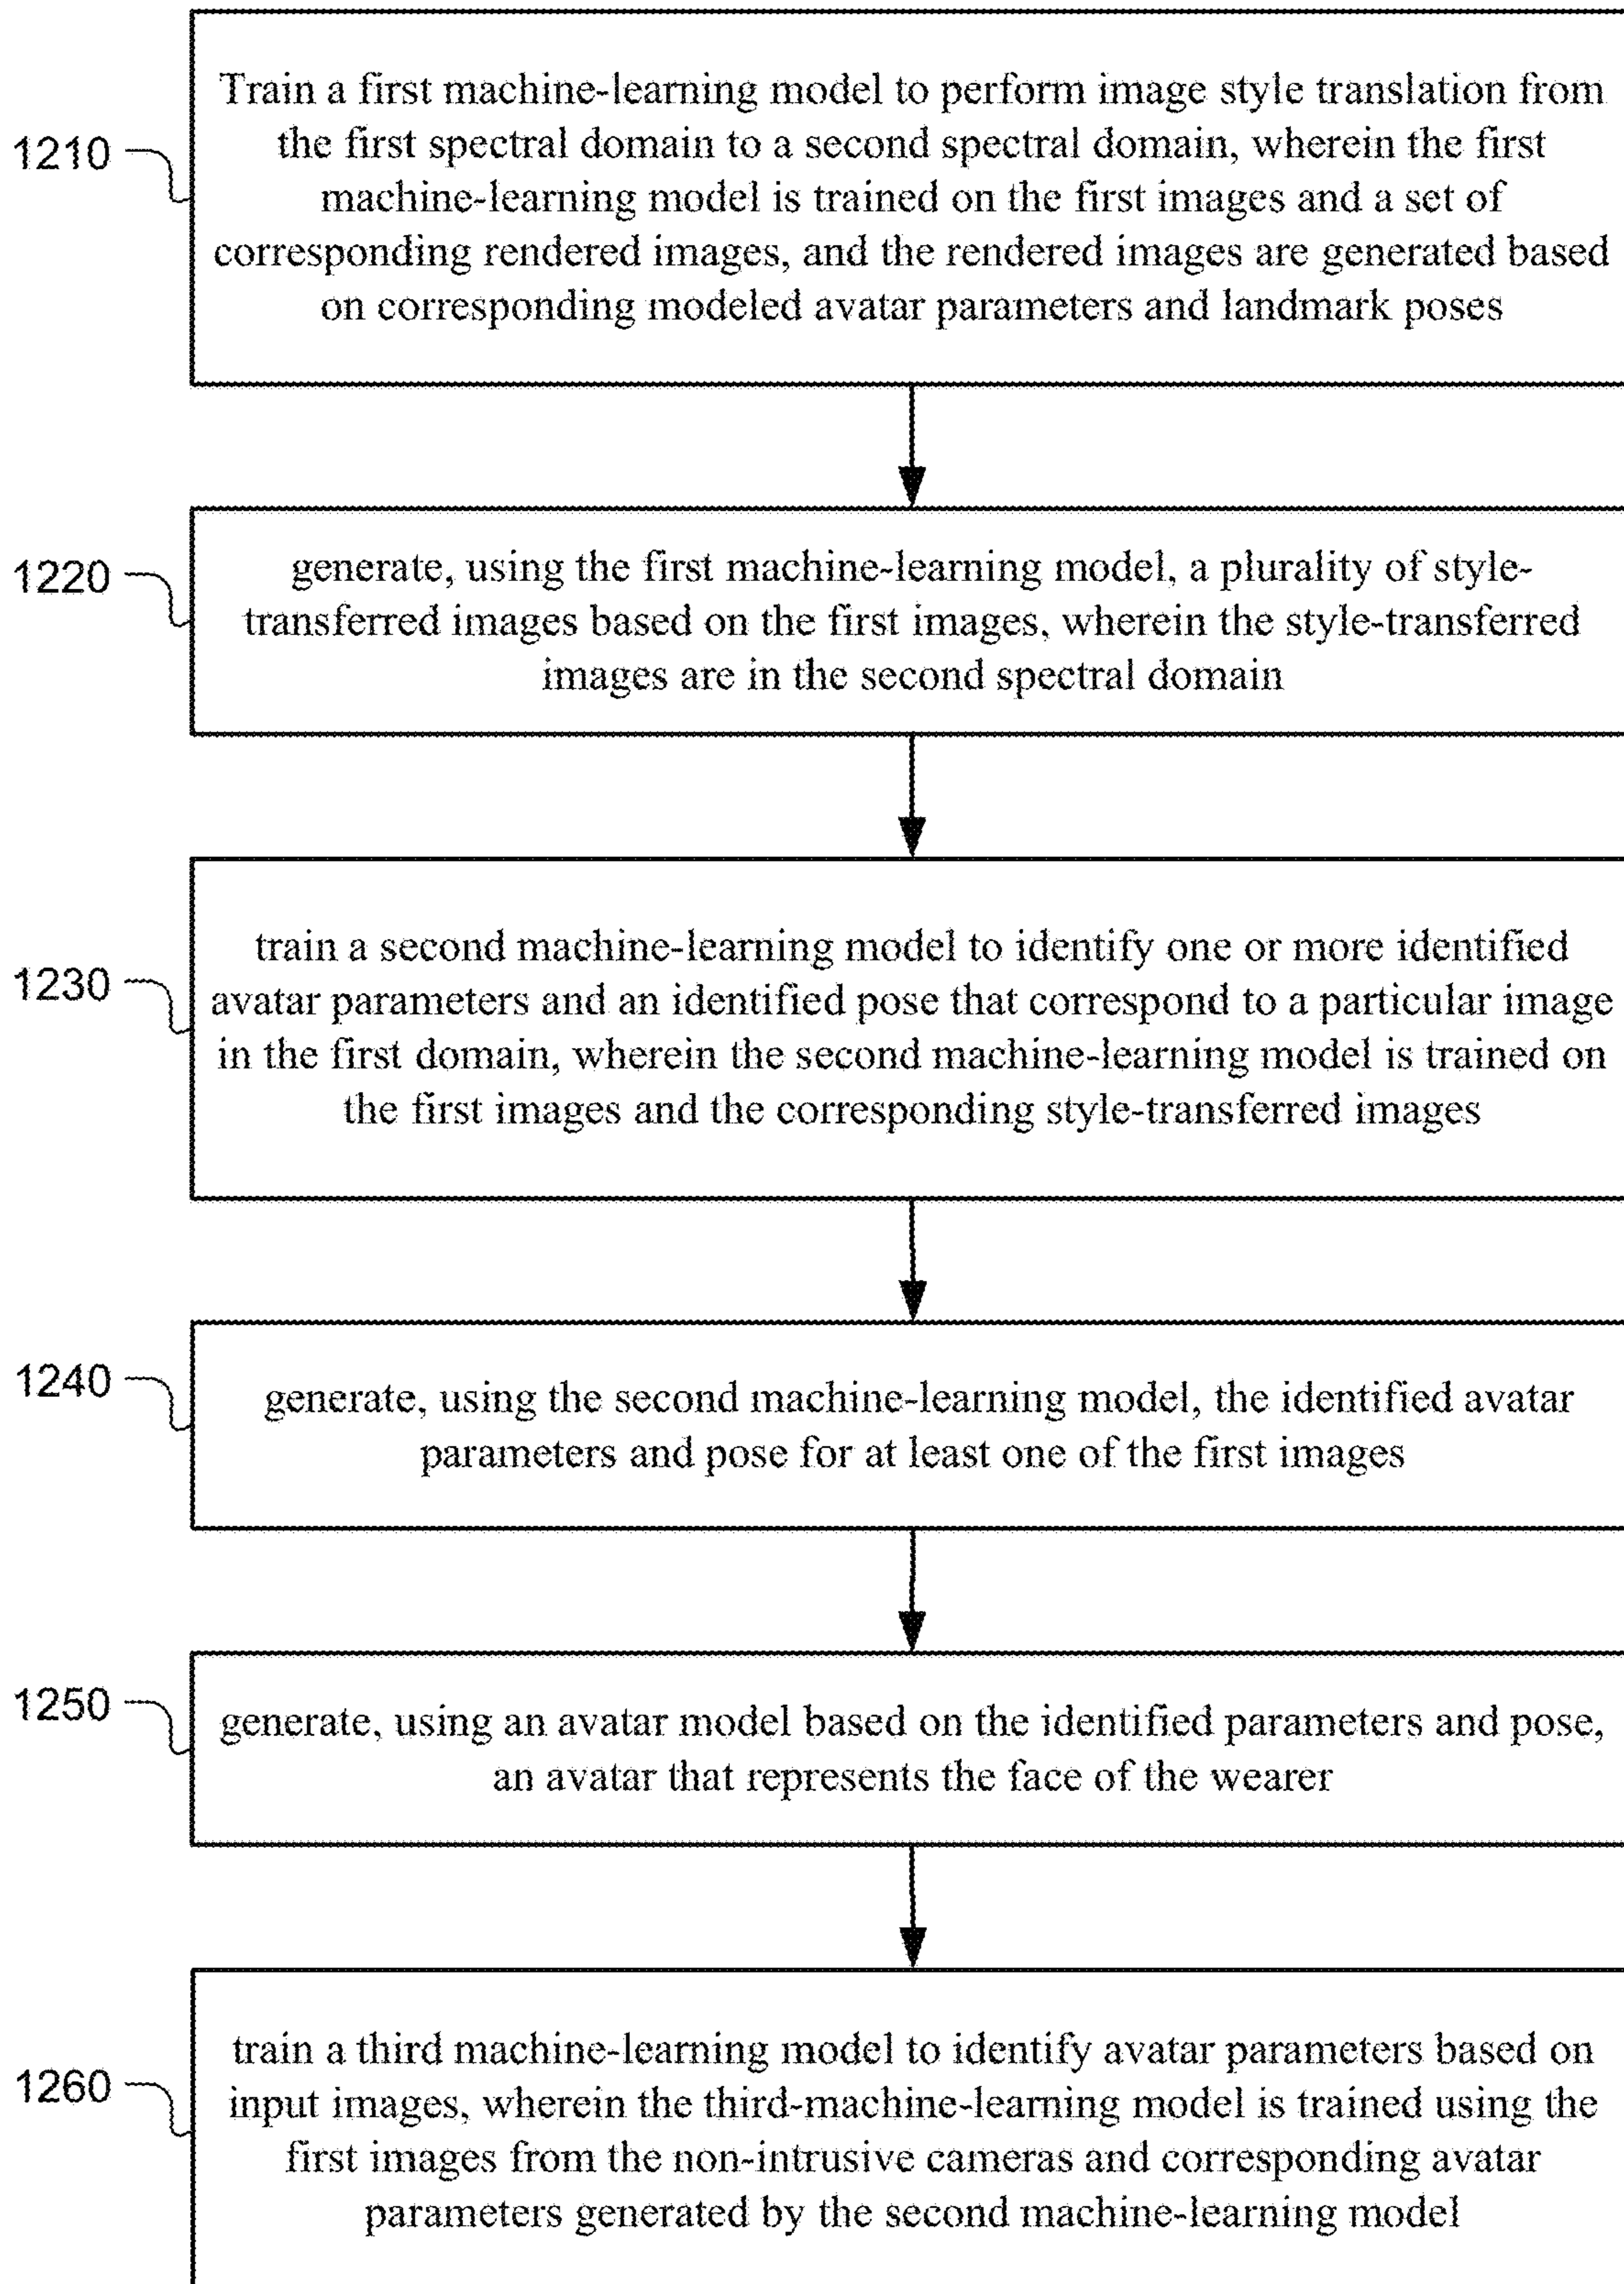 1210
Train a first machine-learning model to perform image style translation from
the first spectral domain to a second spectral domain, wherein the first
machine-learning model is trained on the first images and a set of
corresponding rendered images, and the rendered images are generated based
on corresponding modeled avatar parameters and landmark poses
1220
generate, using the first machine-learning model, a plurality of style-
transferred images based on the first images, wherein the style-transferred
images are in the second spectral domain
1230
train a second machine-learning model to identify one or more identified
avatar parameters and an identified pose that correspond to a particular image
in the first domain, wherein the second machine-learning model is trained on
the first images and the corresponding style-transferred images
1240
generate, using the second machine-learning model, the identified avatar
parameters and pose for at least one of the first images
1250
generate, using an avatar model based on the identified parameters and pose,
an avatar that represents the face of the wearer
1260
train a third machine-learning model to identify avatar parameters based on
input images, wherein the third-machine-learning model is trained using the
first images from the non-intrusive cameras and corresponding avatar
parameters generated by the second machine-learning model